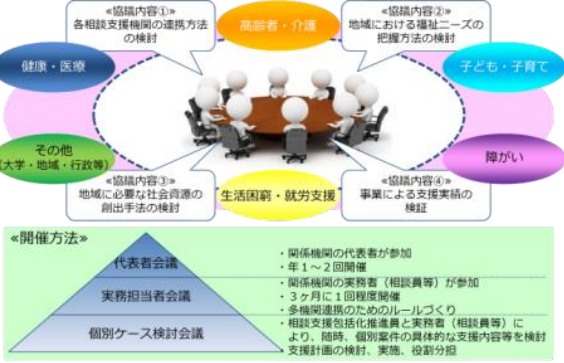 ≪協議内容①≫
各相談支援機関の連携方法
の検討
高齢者・介護
≪協議内容②≫
地域における福祉ニーズの
把握方法の検討
健康・医療
子ども・子育て
その他
（大学・地域・行政等）
障がい
≪協議内容③≫
地域に必要な社会資源の
創出手法の検討
生活困窮・就労支援
≪協議内容④≫
事業による支援実績の
検証
≪開催方法≫
代表者会議
・関係機関の代表者が参加
・年１～２回開催
実務担当者会議
・関係機関の実務者（相談員等）が参加
・３ヶ月に１回程度開催
・多機関連携のためのルールづくり
個別ケース検討会議
・相談支援包括化推進員と実務者（相談員等）に
より、随時、個別案件の具体的な支援内容等を検討
・支援計画の検討、実施、役割分担